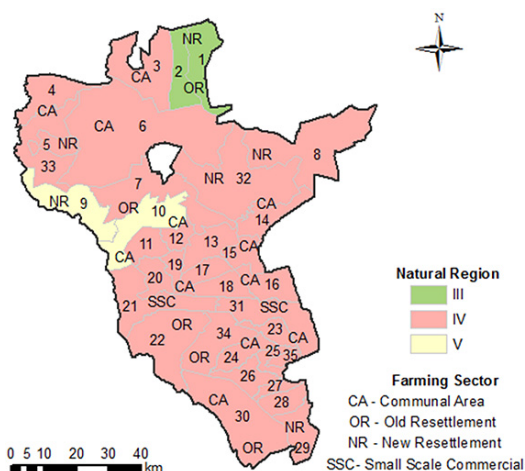 N
NR
1
3
2
CA
OR
4
CA
CA
6
5
NR
NR
8
33
7
NR
32
NR
9
OR
10
CA
CA
14
11
12
13
15
CA
CA
19
17
20
CA
18
CA
16
21
SSC
31
SSC
OR
34
23
22
CA
CA
OR
24
25
35
26
27
CA
28
30
NR
OR
29
Natural Region
III
IV
V
Farming Sector
CA - Communal Area
OR - Old Resettlement
NR - New Resettlement
SSC- Small Scale Commercial
0 5 10 20 30 40
km